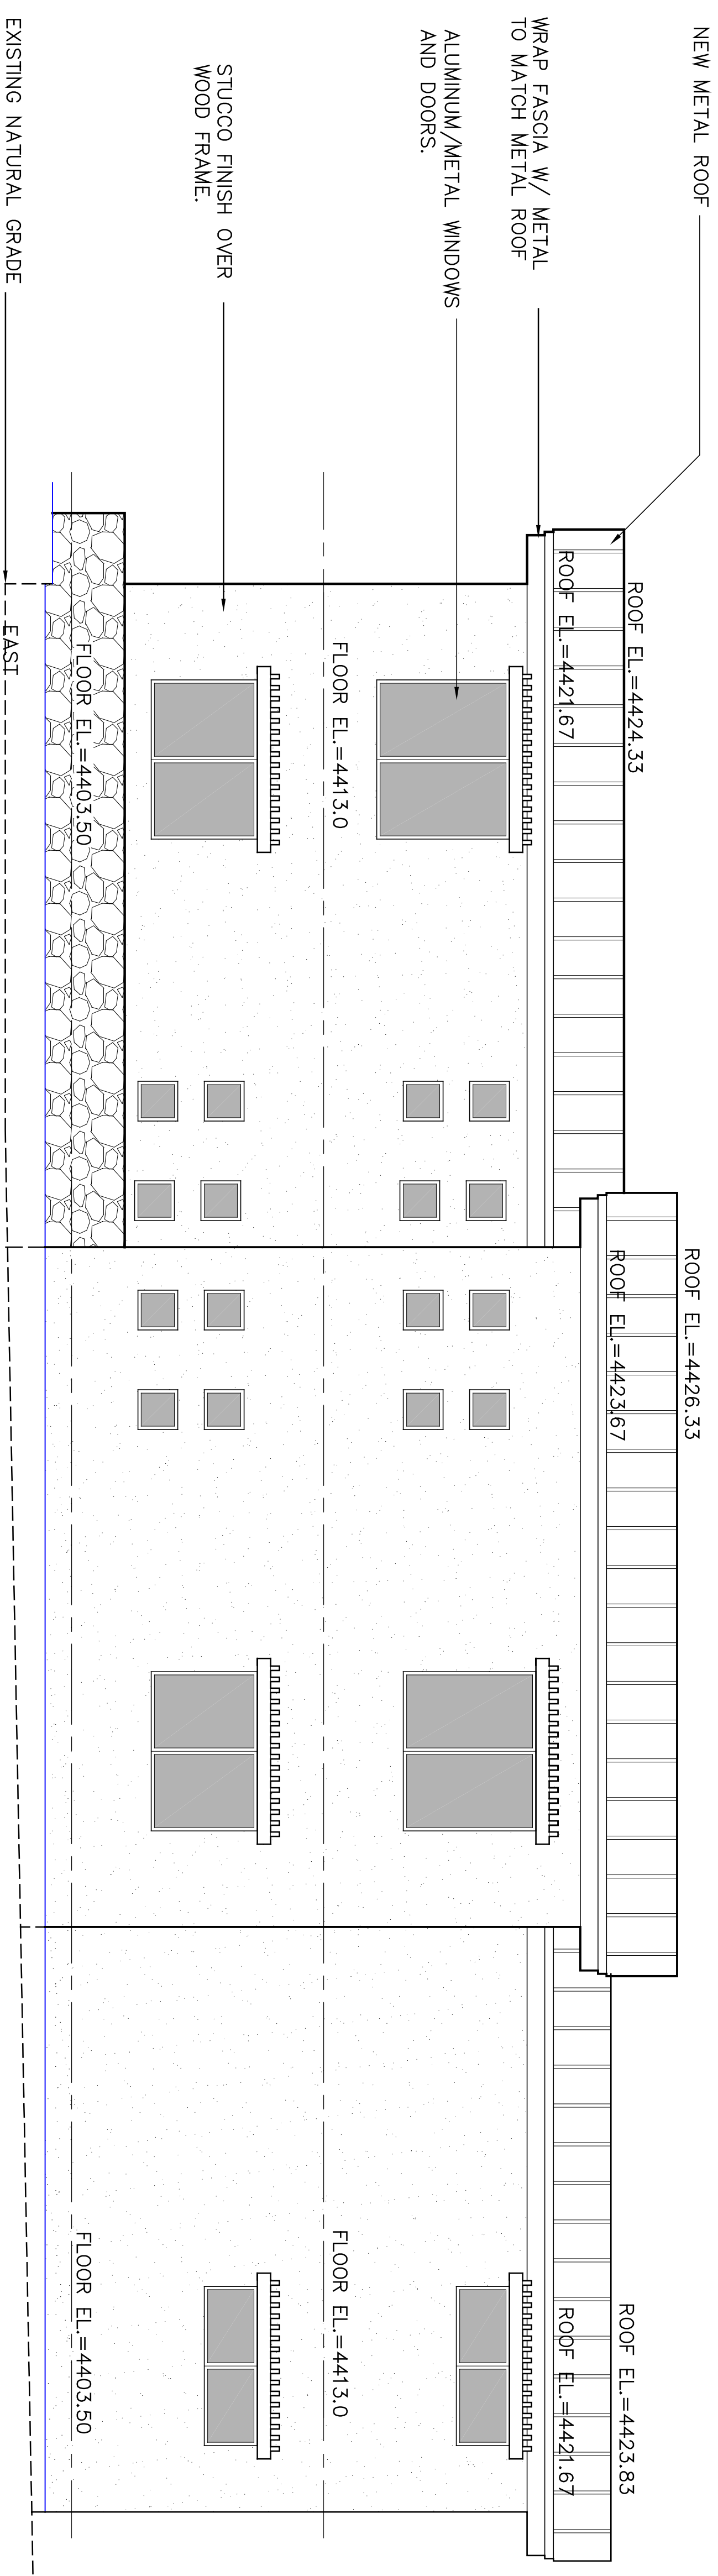 NEW METAL ROOF
WRAP FASCIA W/ METAL
TO MATCH METAL ROOF
ALUMINUM/METAL WINDOWS
AND DOORS.
STUCCO FINISH OVER
WOOD FRAME.
EXISTING NATURAL GRADE
ROOF EL.=4424.33
ROOF EL.=4421.67
FLOOR EL.=4413.0
FLOOR EL.=4403.50
EAST
ROOF EL.=4426.33
ROOF EL.=4423.67
ROOF EL.=4423.83
ROOF EL.=4421.67
FLOOR EL.=4413.0
FLOOR EL.=4403.50